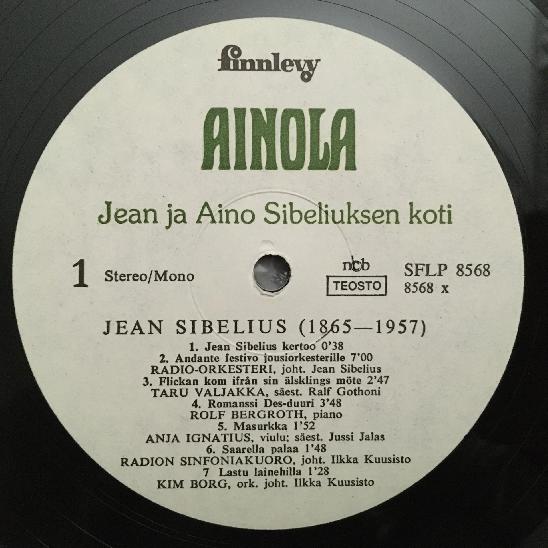 finnlevy
AINOLA
Jean ja Aino Sibeliuksen koti
1 Stereo/Mono
ncb
TEOSTO
SFLP 8568
8568 x
JEAN SIBELIUS (1865—1957)
1. Jean Sibelius kertoo 0'38
2. Andante festivo jousiorkesterille 7'00
RADIO-ORKESTERI, joht. Jean Sibelius
3. Flickan kom ifrån sin älsklings möte 2'47
TARU VALJAKKA, säest. Ralf Gothoni
4. Romanssi Des-duuri 3'48
ROLF BERGROTH, piano
5. Masurkka 1'52
ANJA IGNATIUS, viulu; säest. Jussi Jalas
6. Saarella palaa 1'48
RADION SINFONIAKUORO, joht. Ilkka Kuusisto
7 Lastu lainehilla 1'28
KIM BORG, ork. joht. Ilkka Kuusisto